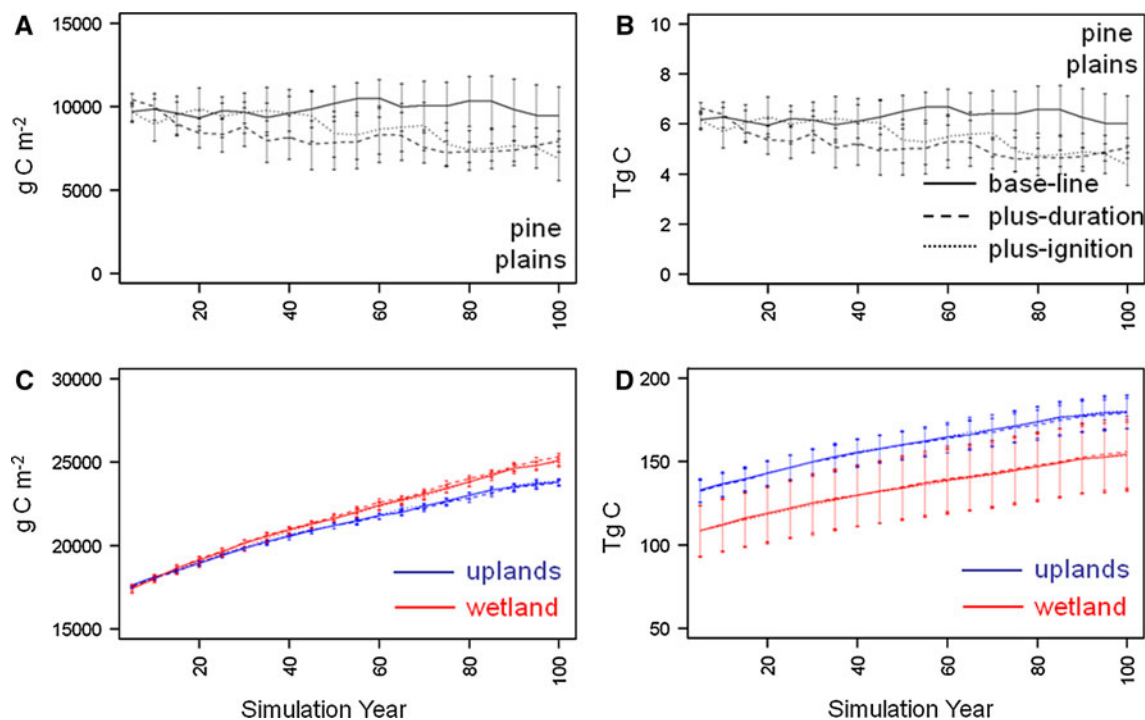 A
15000
10000
5000
0
g C m-2
pine
plains
20
40
60
80
100
B
10
8
6
4
2
0
Tg C
pine
plains
base-line
plus-duration
plus-ignition
20
40
60
80
100
C
30000
25000
20000
15000
g C m-2
uplands
wetland
20
40
60
80
100
Simulation Year
D
200
150
100
50
Tg C
uplands
wetland
20
40
60
80
100
Simulation Year